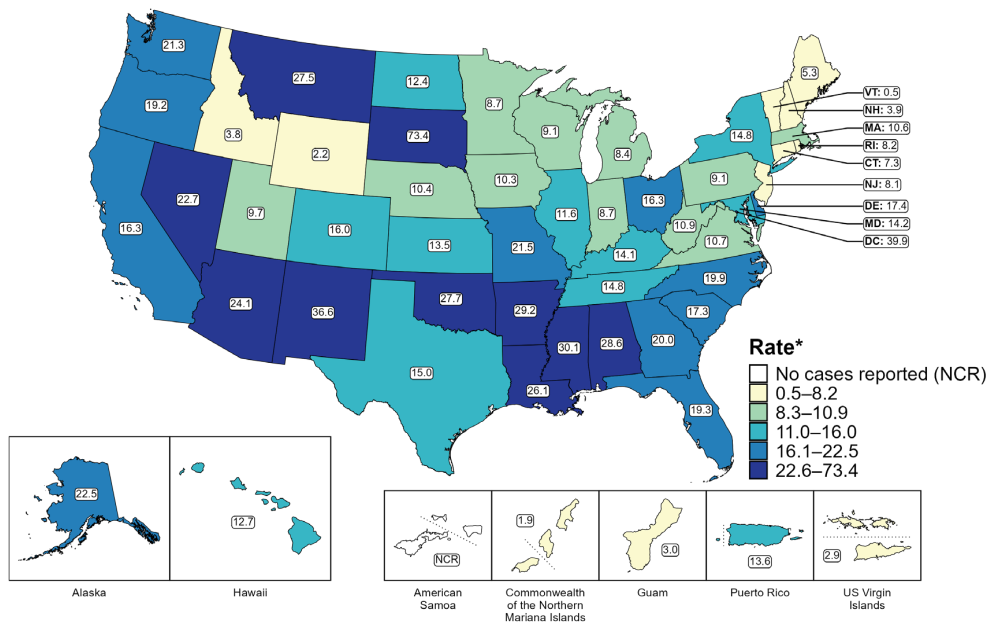 21.3
27.5
12.4
5.3
8.7
VT: 0.5
19.2
NH: 3.9
3.8
73.4
9.1
14.8
MA: 10.6
8.4
RI: 8.2
2.2
CT: 7.3
10.4
10.3
9.1
NJ: 8.1
22.7
9.7
11.6
8.7
16.3
DE: 17.4
16.3
16.0
13.5
21.5
10.9
MD: 14.2
10.7
DC: 39.9
14.1
14.8
19.9
24.1
36.6
27.7
29.2
17.3
30.1
28.6
20.0
15.0
26.1
19.3
Rate*
No cases reported (NCR)
0.5–8.2
8.3–10.9
11.0–16.0
16.1–22.5
22.6–73.4
22.5
12.7
NCR
1.9
3.0
13.6
2.9
Alaska
Hawaii
American
Samoa
Commonwealth
of the Northern
Mariana Islands
Guam
Puerto Rico
US Virgin
Islands